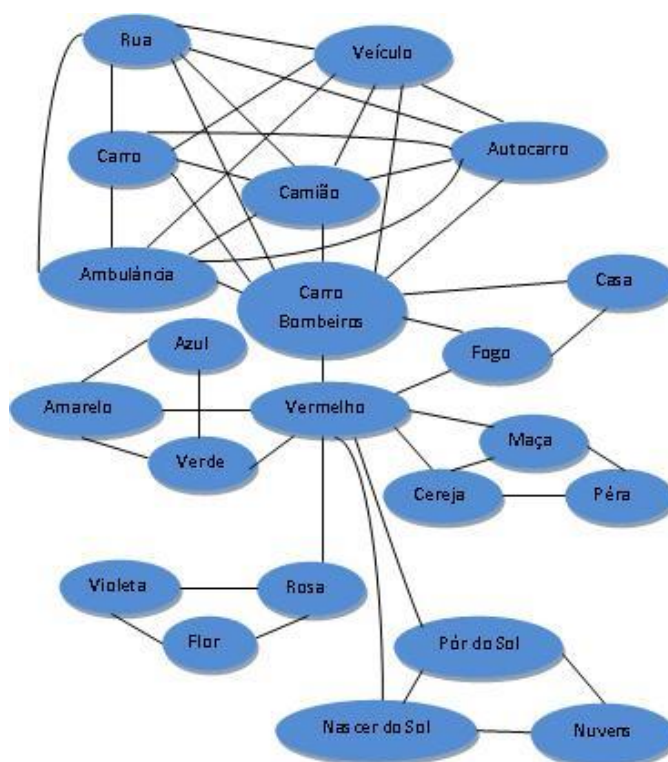 Rua
Veículo
Carro
Autocarro
Camião
Ambulância
Carro
Bombeiros
Casa
Azul
Fogo
Amarelo
Vermelho
Maça
Verde
Cereja
Péra
Violeta
Rosa
Flor
Pôr do Sol
Nascer do Sol
Nuvens